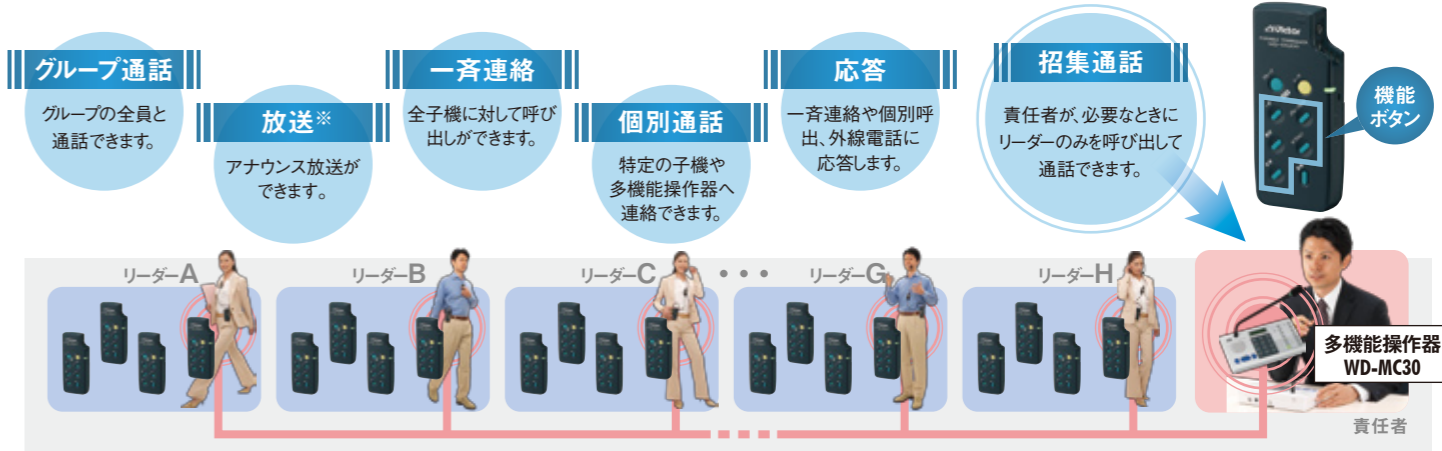 グループ通話
グループの全員と
通話できます。
放送※
アナウンス放送が
できます。
一斉連絡
全子機に対して呼び
出しができます。
個別通話
特定の子機や
多機能操作器へ
連絡できます。
応答
一斉連絡や個別呼
出、外線電話に
応答します。
招集通話
責任者が、必要なときに
リーダーのみを呼び出して
通話できます。
Victor
機能
ボタン
リーダーA
リーダーB
リーダーC
・・・
リーダーG
リーダーH
多機能操作器
WD-MC30
責任者